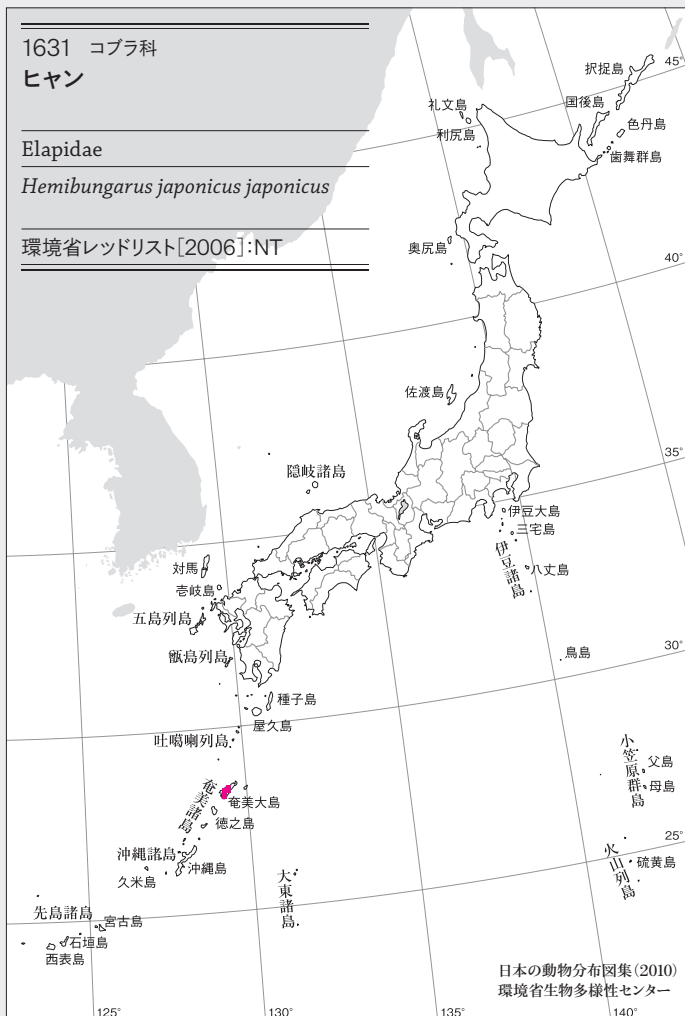 1631 コブラ科
ヒャン
Elapidae
Hemibungarus japonicus japonicus
環境省レッドリスト[2006]:NT
45°
択捉島
国後島
礼文島
色丹島
利尻島
歯舞群島
奥尻島
40°
佐渡島
35°
隠岐諸島
伊豆大島
三宅島
伊豆諸島
八丈島
対馬
壱岐島
五島列島
甑島列島
鳥島
30°
種子島
屋久島
吐噶喇列島
小笠原群島
父島
母島
奄美諸島
奄美大島
徳之島
25°
沖縄諸島
沖縄島
久米島
火山列島
硫黄島
大東諸島
先島諸島
宮古島
石垣島
西表島
日本の動物分布図集(2010)
環境省生物多様性センター
125°
130°
135°
140°